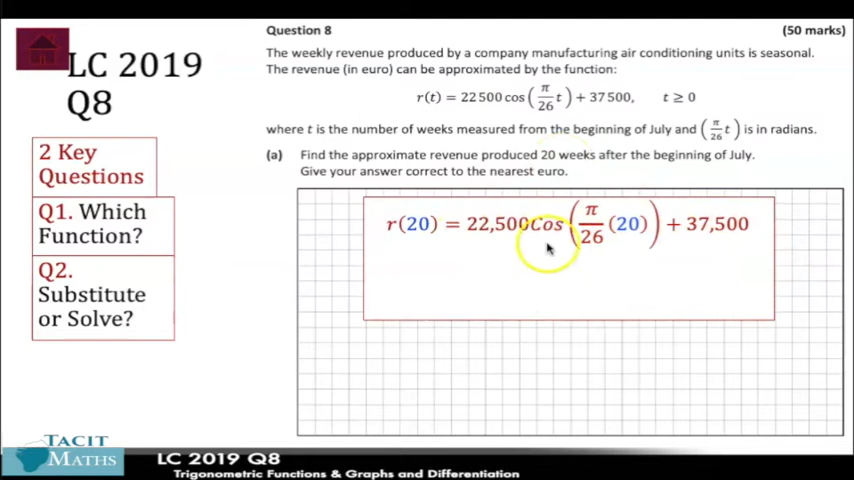 LC 2019
Q8
2 Key
Questions
Q1. Which
Function?
Q2.
Substitute
or Solve?
Question 8
(50 marks)
The weekly revenue produced by a company manufacturing air conditioning units is seasonal.
The revenue (in euro) can be approximated by the function:
r(t) = 22 500 cos(π/26 t) + 37 500, t ≥ 0
where t is the number of weeks measured from the beginning of July and (π/26 t) is in radians.
(a) Find the approximate revenue produced 20 weeks after the beginning of July.
Give your answer correct to the nearest euro.
r(20) = 22,500Cos(π/26 (20)) + 37,500
TACIT
MATHS
LC 2019 Q8
Trigonometric Functions & Graphs and Differentiation